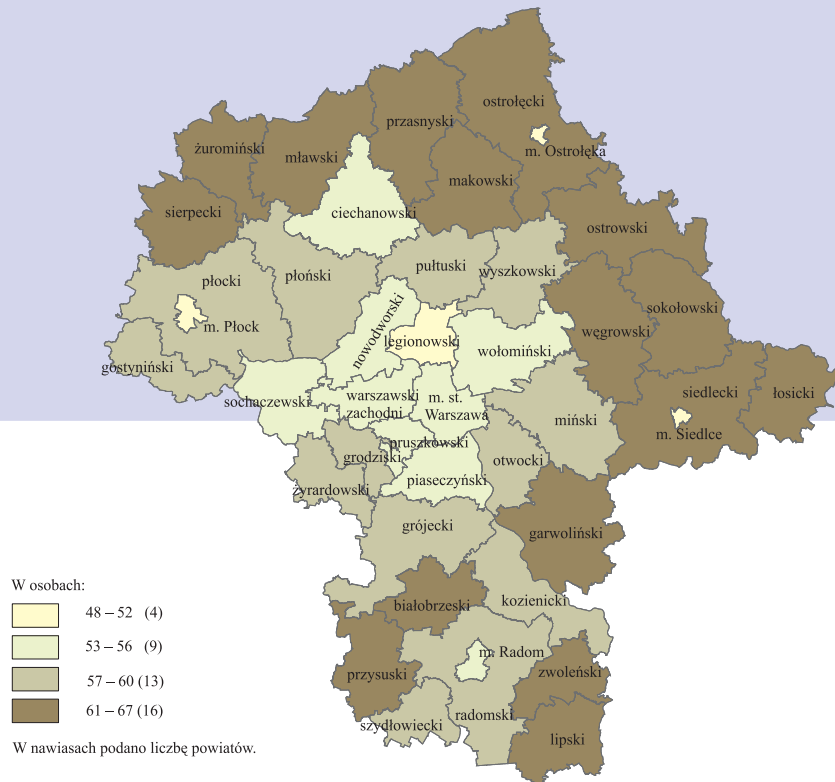 ostrołęcki
przasnyski
m. Ostrołęka
żuromiński
mławski
makowski
sierpecki
ciechanowski
ostrowski
płocki
płoński
pułtuski
wyszkowski
sokołowski
m. Płock
nowodworski
legionowski
wołomiński
węgrowski
gostyniński
sochaczewski
warszawski
zachodni
m. st.
Warszawa
miński
siedlecki
łosicki
m. Siedlce
pruszkowski
grodziski
otwocki
żyrardowski
piaseczyński
grójecki
garwoliński
W osobach:
48 – 52 (4)
53 – 56 (9)
57 – 60 (13)
61 – 67 (16)
W nawiasach podano liczbę powiatów.
białobrzeski
kozienicki
m. Radom
przysuski
zwoleński
szydłowiecki
radomski
lipski